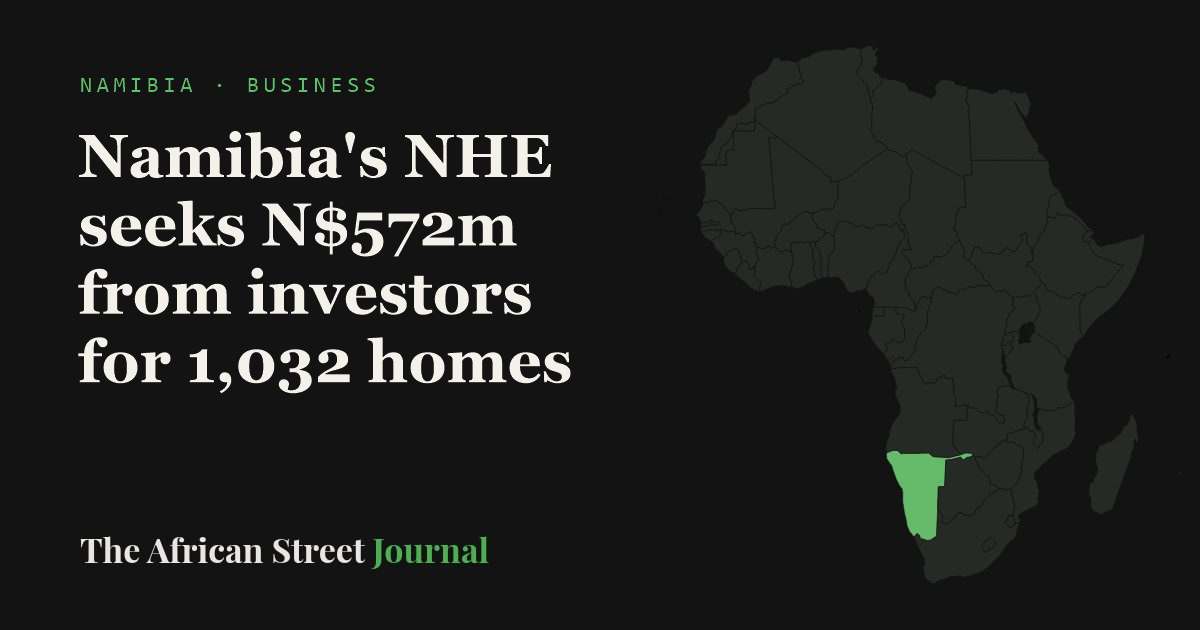 NAMIBIA · BUSINESS
Namibia's NHE
seeks N$572m
from investors
for 1,032 homes
The African Street Journal